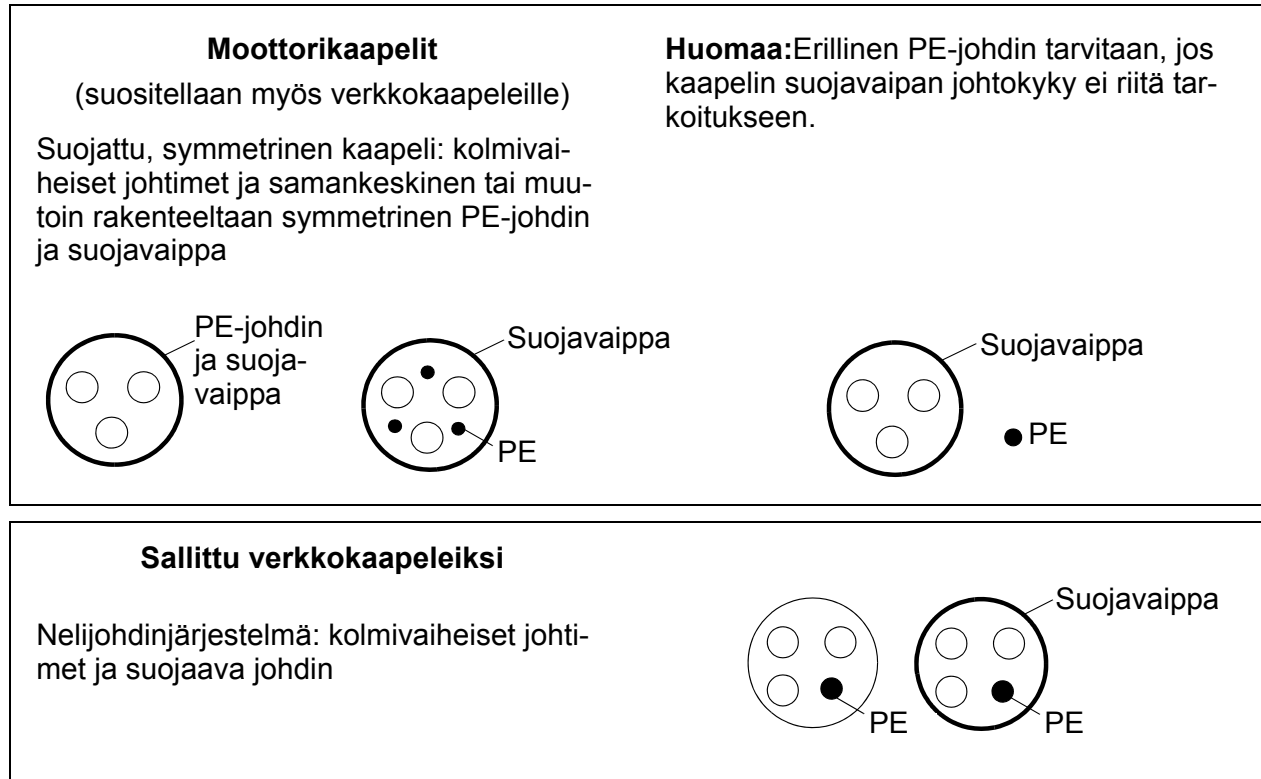 Moottorikaapelit
(suositellaan myös verkkokaapeleille)
Suojattu, symmetrinen kaapeli: kolmivai-
heiset johtimet ja samankeskinen tai muu-
toin rakenteeltaan symmetrinen PE-johdin
ja suojavaippa
Huomaa:Erillinen PE-johdin tarvitaan, jos
kaapelin suojavaipan johtokyky ei riitä tar-
koitukseen.
PE-johdin
ja suoja-
vaippa
Suojavaippa
PE
Suojavaippa
PE
Sallittu verkkokaapeleiksi
Nelijohdinjärjestelmä: kolmivaiheiset johti-
met ja suojaava johdin
PE
Suojavaippa
PE